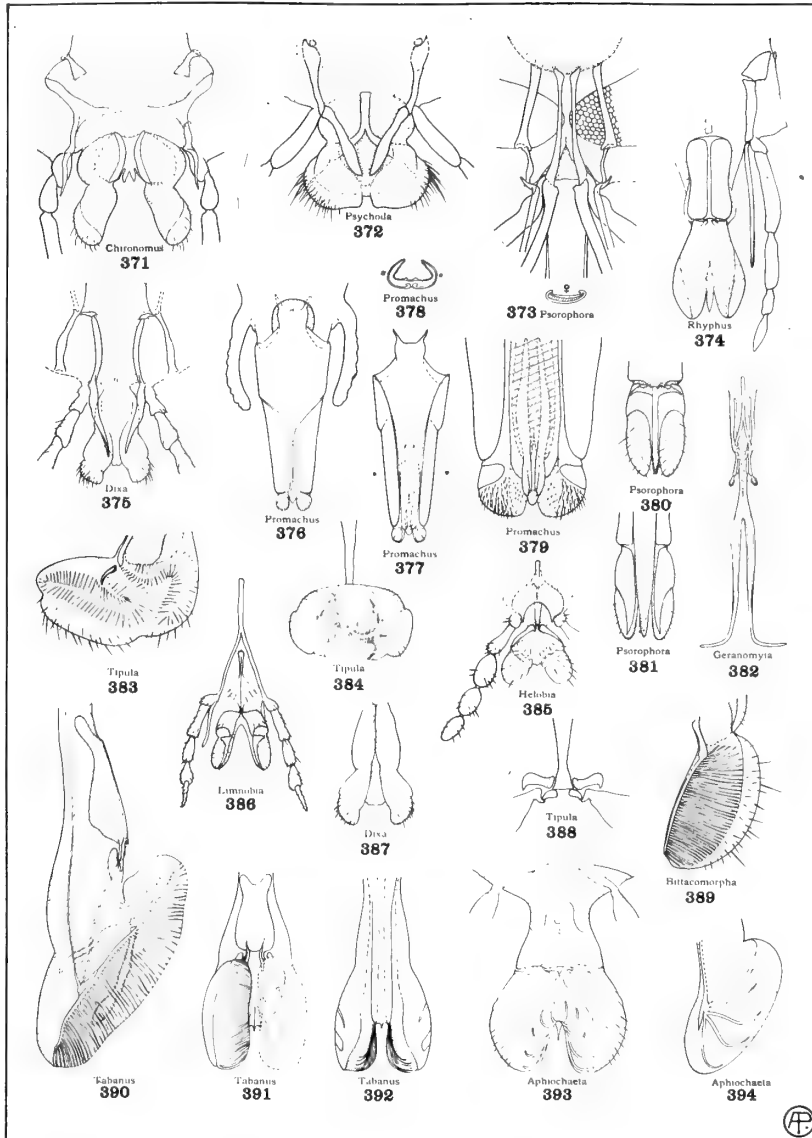 Chironomus
371
Psychoda
372
373 Psorophora
Rhyphus
374
Dixa
375
Promachus
376
Promachus
377
Promachus
378
Promachus
379
Psorophora
380
Psorophora
381
Geranomyia
382
Tipula
383
Tipula
384
Helobia
385
Limnobia
386
Dixa
387
Tipula
388
Bittacomorpha
389
Tabanus
390
Tabanus
391
Tabanus
392
Aphiochaeta
393
Aphiochaeta
394